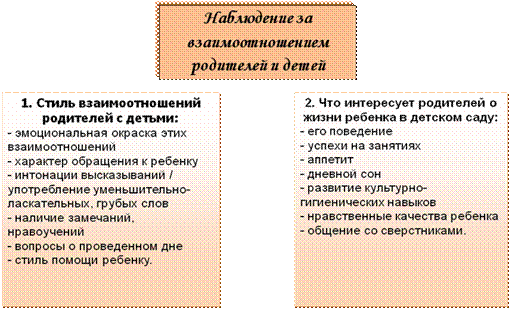 Наблюдение за
взаимоотношением
родителей и детей
1. Стиль взаимоотношений
родителей с детьми:
- эмоциональная окраска этих
взаимоотношений
- характер обращения к ребенку
- интонации высказываний /
употребление уменьшительно-
ласкательных, грубых слов
- наличие замечаний,
нравоучений
- вопросы о проведенном дне
- стиль помощи ребенку.
2. Что интересует родителей о
жизни ребенка в детском саду:
- его поведение
- успехи на занятиях
- аппетит
- дневной сон
- развитие культурно-
гигиенических навыков
- нравственные качества ребенка
- общение со сверстниками.